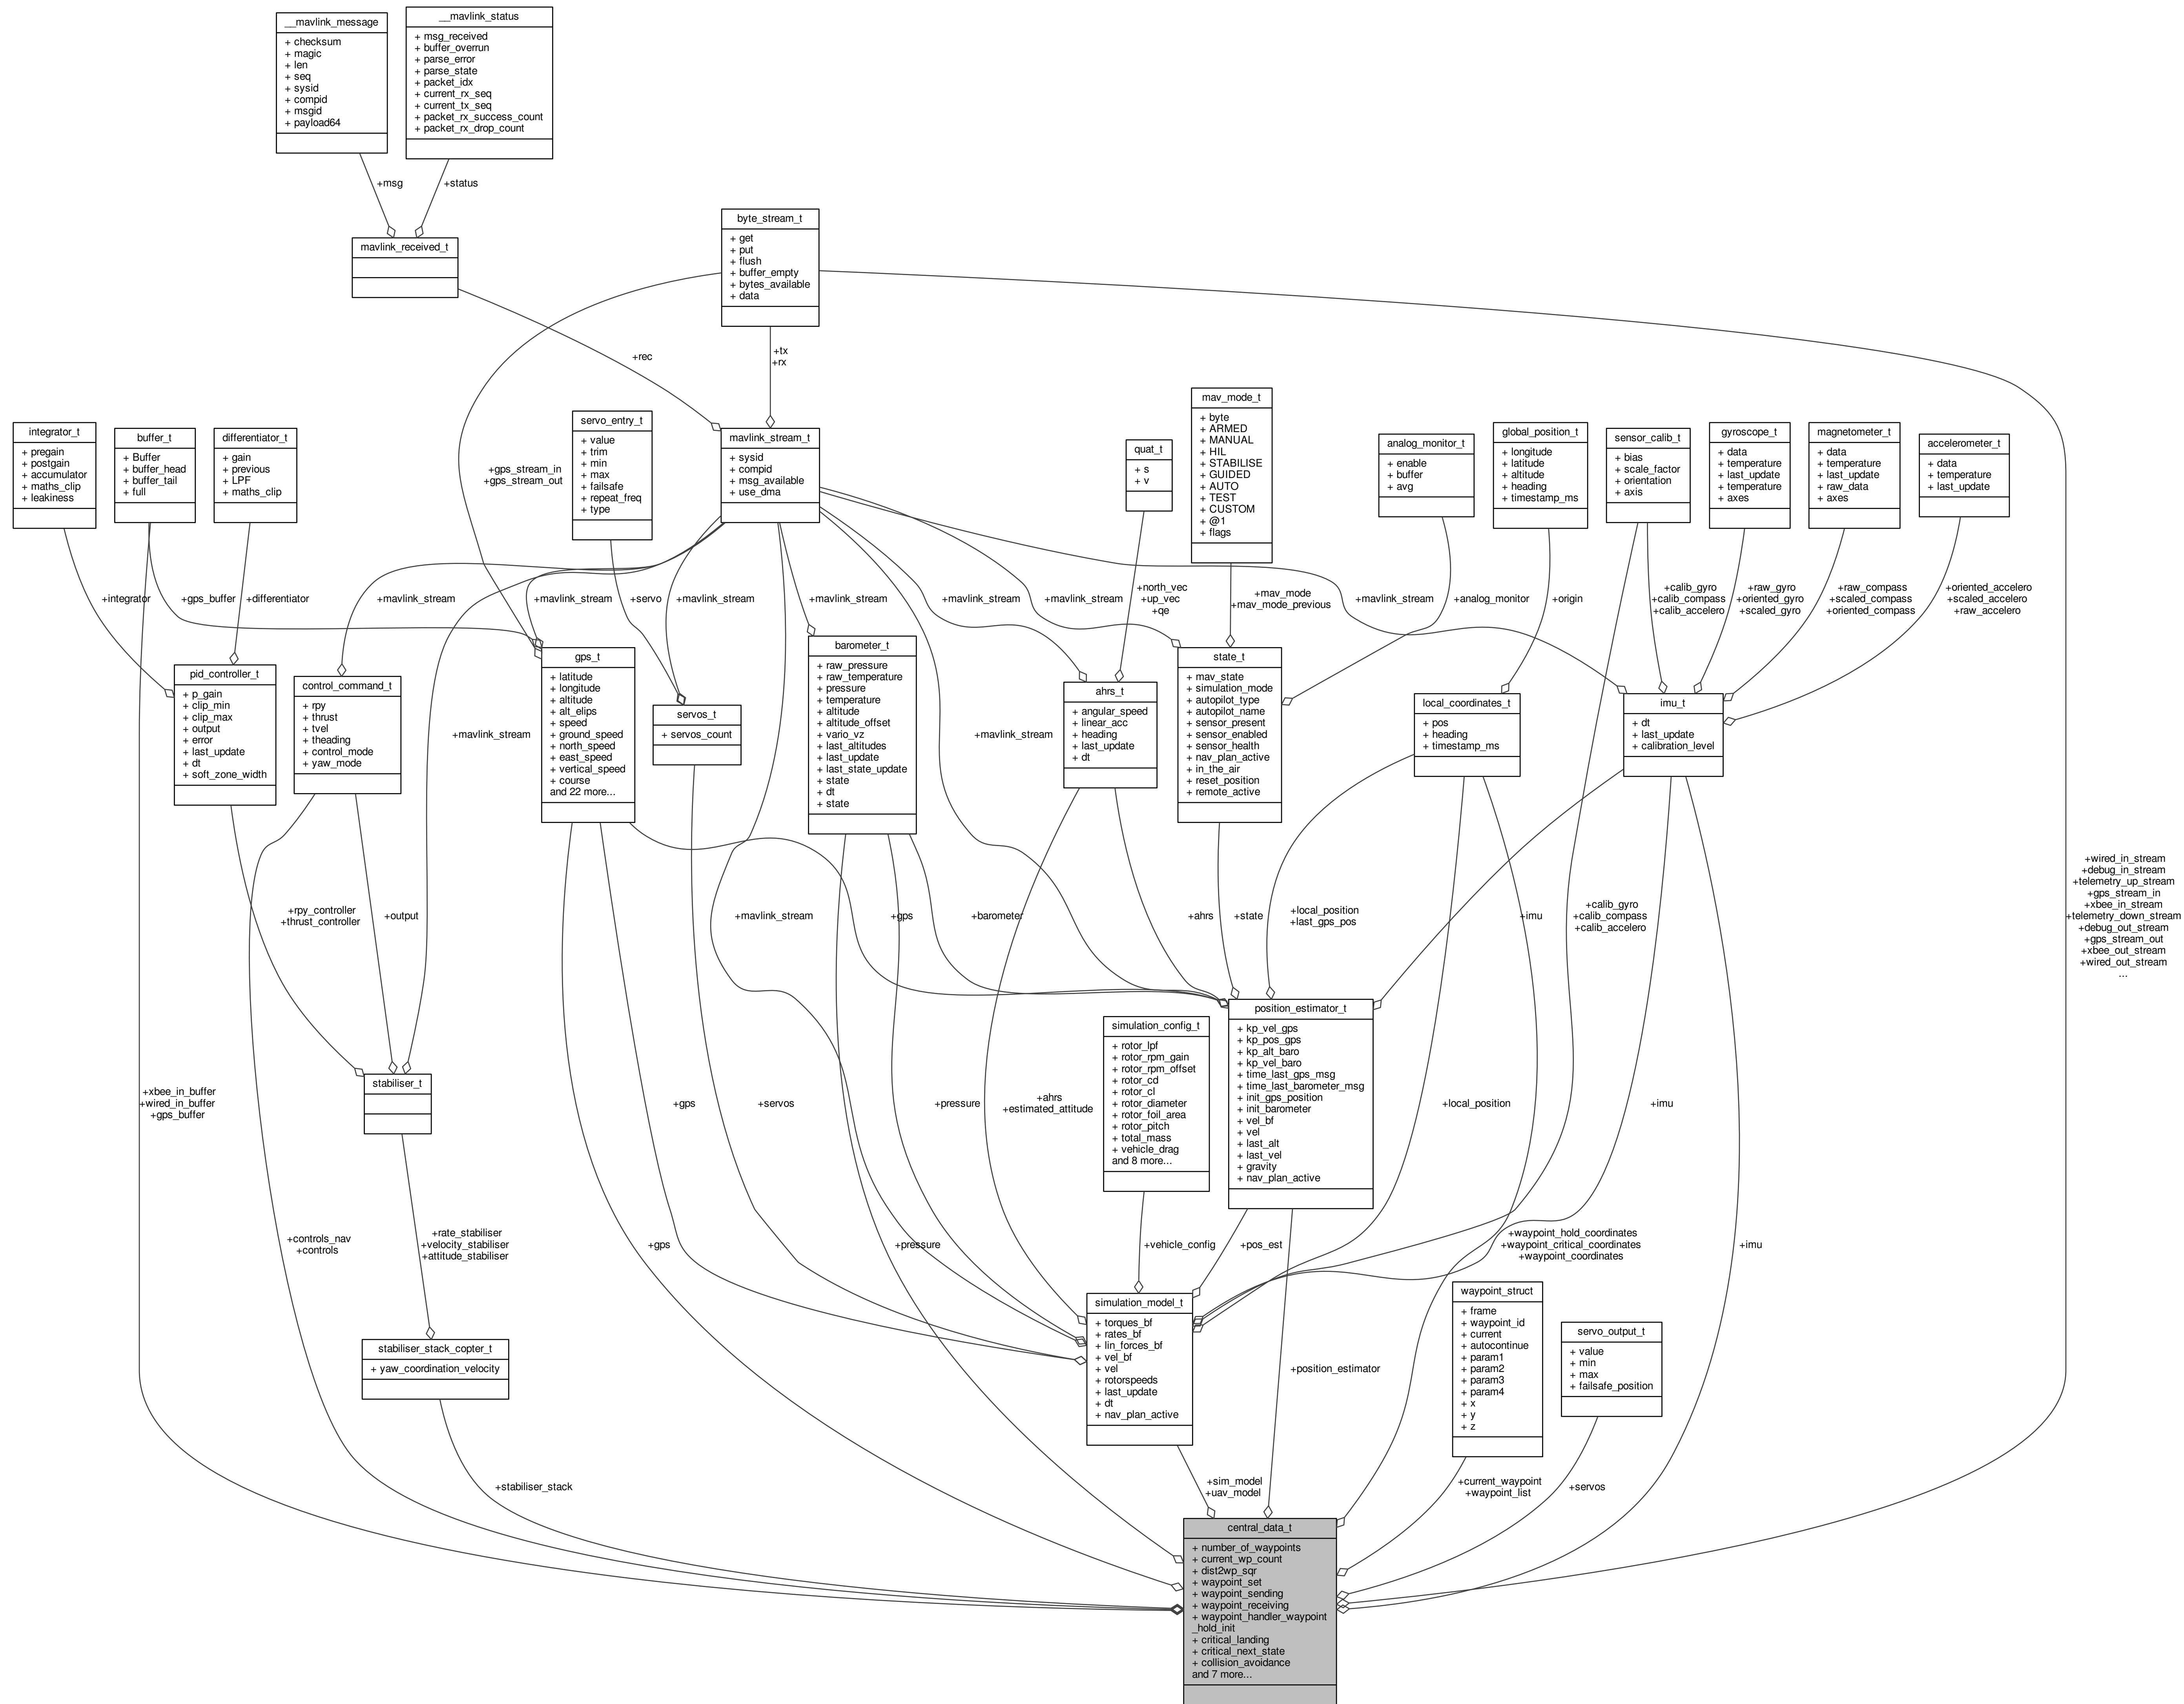 __mavlink_message
+ checksum
+ magic
+ len
+ seq
+ sysid
+ compid
+ msgid
+ payload64
__mavlink_status
+ msg_received
+ buffer_overrun
+ parse_error
+ parse_state
+ packet_idx
+ current_rx_seq
+ current_tx_seq
+ packet_rx_success_count
+ packet_rx_drop_count
+msg
+status
mavlink_received_t
byte_stream_t
+ get
+ put
+ flush
+ buffer_empty
+ bytes_available
+ data
+rec
+tx
+rx
integrator_t
+ pregain
+ postgain
+ accumulator
+ maths_clip
+ leakiness
buffer_t
+ Buffer
+ buffer_head
+ buffer_tail
+ full
differentiator_t
+ gain
+ previous
+ LPF
+ maths_clip
+gps_stream_in
+gps_stream_out
servo_entry_t
+ value
+ trim
+ min
+ max
+ failsafe
+ repeat_freq
+ type
mavlink_stream_t
+ sysid
+ compid
+ msg_available
+ use_dma
quat_t
+ s
+ v
mav_mode_t
+ byte
+ ARMED
+ MANUAL
+ HIL
+ STABILISE
+ GUIDED
+ AUTO
+ TEST
+ CUSTOM
+ @1
+ flags
analog_monitor_t
+ enable
+ buffer
+ avg
global_position_t
+ longitude
+ latitude
+ altitude
+ heading
+ timestamp_ms
sensor_calib_t
+ bias
+ scale_factor
+ orientation
+ axis
gyroscope_t
+ data
+ temperature
+ last_update
+ temperature
+ axes
magnetometer_t
+ data
+ temperature
+ last_update
+ raw_data
+ axes
accelerometer_t
+ data
+ temperature
+ last_update
+integrator
+gps_buffer
+differentiator
+mavlink_stream
+mavlink_stream
+servo
+mavlink_stream
+mavlink_stream
+mavlink_stream
+mavlink_stream
+north_vec
+up_vec
+qe
+mav_mode
+mav_mode_previous
+mavlink_stream
+analog_monitor
+origin
+calib_gyro
+calib_compass
+calib_accelero
+raw_gyro
+oriented_gyro
+scaled_gyro
+raw_compass
+scaled_compass
+oriented_compass
+oriented_accelero
+scaled_accelero
+raw_accelero
pid_controller_t
+ p_gain
+ clip_min
+ clip_max
+ output
+ error
+ last_update
+ dt
+ soft_zone_width
control_command_t
+ rpy
+ thrust
+ tvel
+ theading
+ control_mode
+ yaw_mode
+mavlink_stream
gps_t
+ latitude
+ longitude
+ altitude
+ alt_elips
+ speed
+ ground_speed
+ north_speed
+ east_speed
+ vertical_speed
+ course
and 22 more...
servos_t
+ servos_count
barometer_t
+ raw_pressure
+ raw_temperature
+ pressure
+ temperature
+ altitude
+ altitude_offset
+ vario_vz
+ last_altitudes
+ last_update
+ last_state_update
+ state
+ dt
+ state
+mavlink_stream
ahrs_t
+ angular_speed
+ linear_acc
+ heading
+ last_update
+ dt
state_t
+ mav_state
+ simulation_mode
+ autopilot_type
+ autopilot_name
+ sensor_present
+ sensor_enabled
+ sensor_health
+ nav_plan_active
+ in_the_air
+ reset_position
+ remote_active
local_coordinates_t
+ pos
+ heading
+ timestamp_ms
imu_t
+ dt
+ last_update
+ calibration_level
+rpy_controller
+thrust_controller
+output
+mavlink_stream
+gps
+barometer
+ahrs
+state
+local_position
+last_gps_pos
+imu
+calib_gyro
+calib_compass
+calib_accelero
+wired_in_stream
+debug_in_stream
+telemetry_up_stream
+gps_stream_in
+xbee_in_stream
+telemetry_down_stream
+debug_out_stream
+gps_stream_out
+xbee_out_stream
+wired_out_stream
...
+xbee_in_buffer
+wired_in_buffer
+gps_buffer
stabiliser_t
+gps
+servos
+pressure
+ahrs
+estimated_attitude
simulation_config_t
+ rotor_lpf
+ rotor_rpm_gain
+ rotor_rpm_offset
+ rotor_cd
+ rotor_cl
+ rotor_diameter
+ rotor_foil_area
+ rotor_pitch
+ total_mass
+ vehicle_drag
and 8 more...
position_estimator_t
+ kp_vel_gps
+ kp_pos_gps
+ kp_alt_baro
+ kp_vel_baro
+ time_last_gps_msg
+ time_last_barometer_msg
+ init_gps_position
+ init_barometer
+ vel_bf
+ vel
+ last_alt
+ last_vel
+ gravity
+ nav_plan_active
+local_position
+imu
+controls_nav
+controls
+rate_stabiliser
+velocity_stabiliser
+attitude_stabiliser
+gps
+pressure
+vehicle_config
+pos_est
+waypoint_hold_coordinates
+waypoint_critical_coordinates
+waypoint_coordinates
+imu
stabiliser_stack_copter_t
+ yaw_coordination_velocity
simulation_model_t
+ torques_bf
+ rates_bf
+ lin_forces_bf
+ vel_bf
+ vel
+ rotorspeeds
+ last_update
+ dt
+ nav_plan_active
+position_estimator
waypoint_struct
+ frame
+ waypoint_id
+ current
+ autocontinue
+ param1
+ param2
+ param3
+ param4
+ x
+ y
+ z
servo_output_t
+ value
+ min
+ max
+ failsafe_position
+stabiliser_stack
+sim_model
+uav_model
+current_waypoint
+waypoint_list
+servos
central_data_t
+ number_of_waypoints
+ current_wp_count
+ dist2wp_sqr
+ waypoint_set
+ waypoint_sending
+ waypoint_receiving
+ waypoint_handler_waypoint
_hold_init
+ critical_landing
+ critical_next_state
+ collision_avoidance
and 7 more...